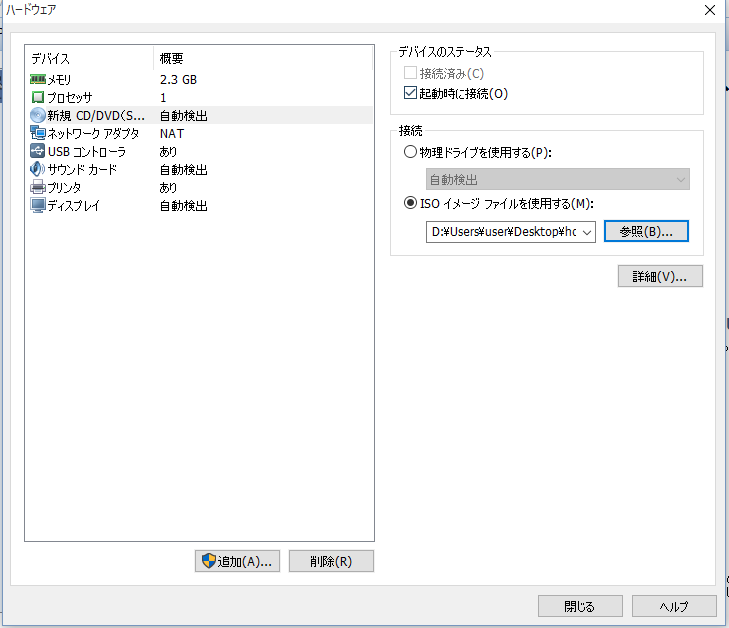 ハードウェア
デバイス 概要
メモリ 2.3 GB
プロセッサ 1
新規 CD/DVD(S... 自動検出
ネットワーク アダプタ NAT
USB コントローラ あり
サウンド カード 自動検出
プリンタ あり
ディスプレイ 自動検出
追加(A)...
削除(R)
デバイスのステータス
接続済み(C)
起動時に接続(O)
接続
物理ドライブを使用する(P):
自動検出
ISO イメージ ファイルを使用する(M):
D:¥Users¥user¥Desktop¥hc
参照(B)...
詳細(V)...
閉じる
ヘルプ